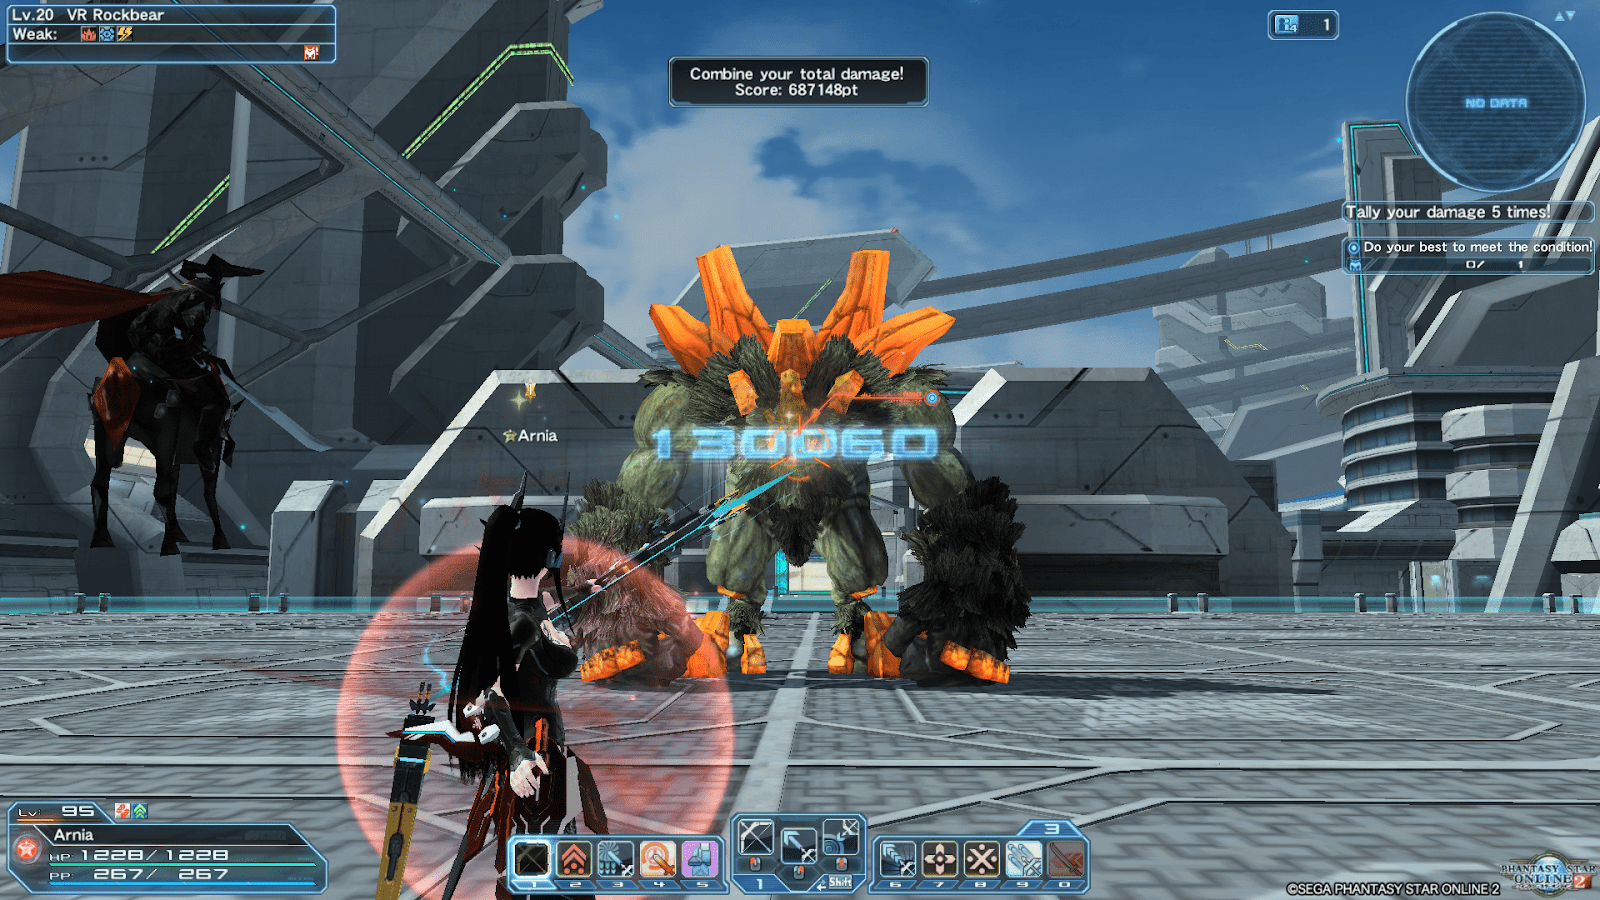 Lv.20 VR Rockbear
Weak:
Combine your total damage!
Score: 687148pt
1
NO DATA
Tally your damage 5 times!
Do your best to meet the condition!
0/ 1
Arnia
130060
Lv. 95
Arnia
HP 1228/1228
PP 267/ 267
1 2 3 4 5
1 Shift
3
6 7 8 9 0
PHANTASY STAR
ONLINE 2
©SEGA PHANTASY STAR ONLINE 2